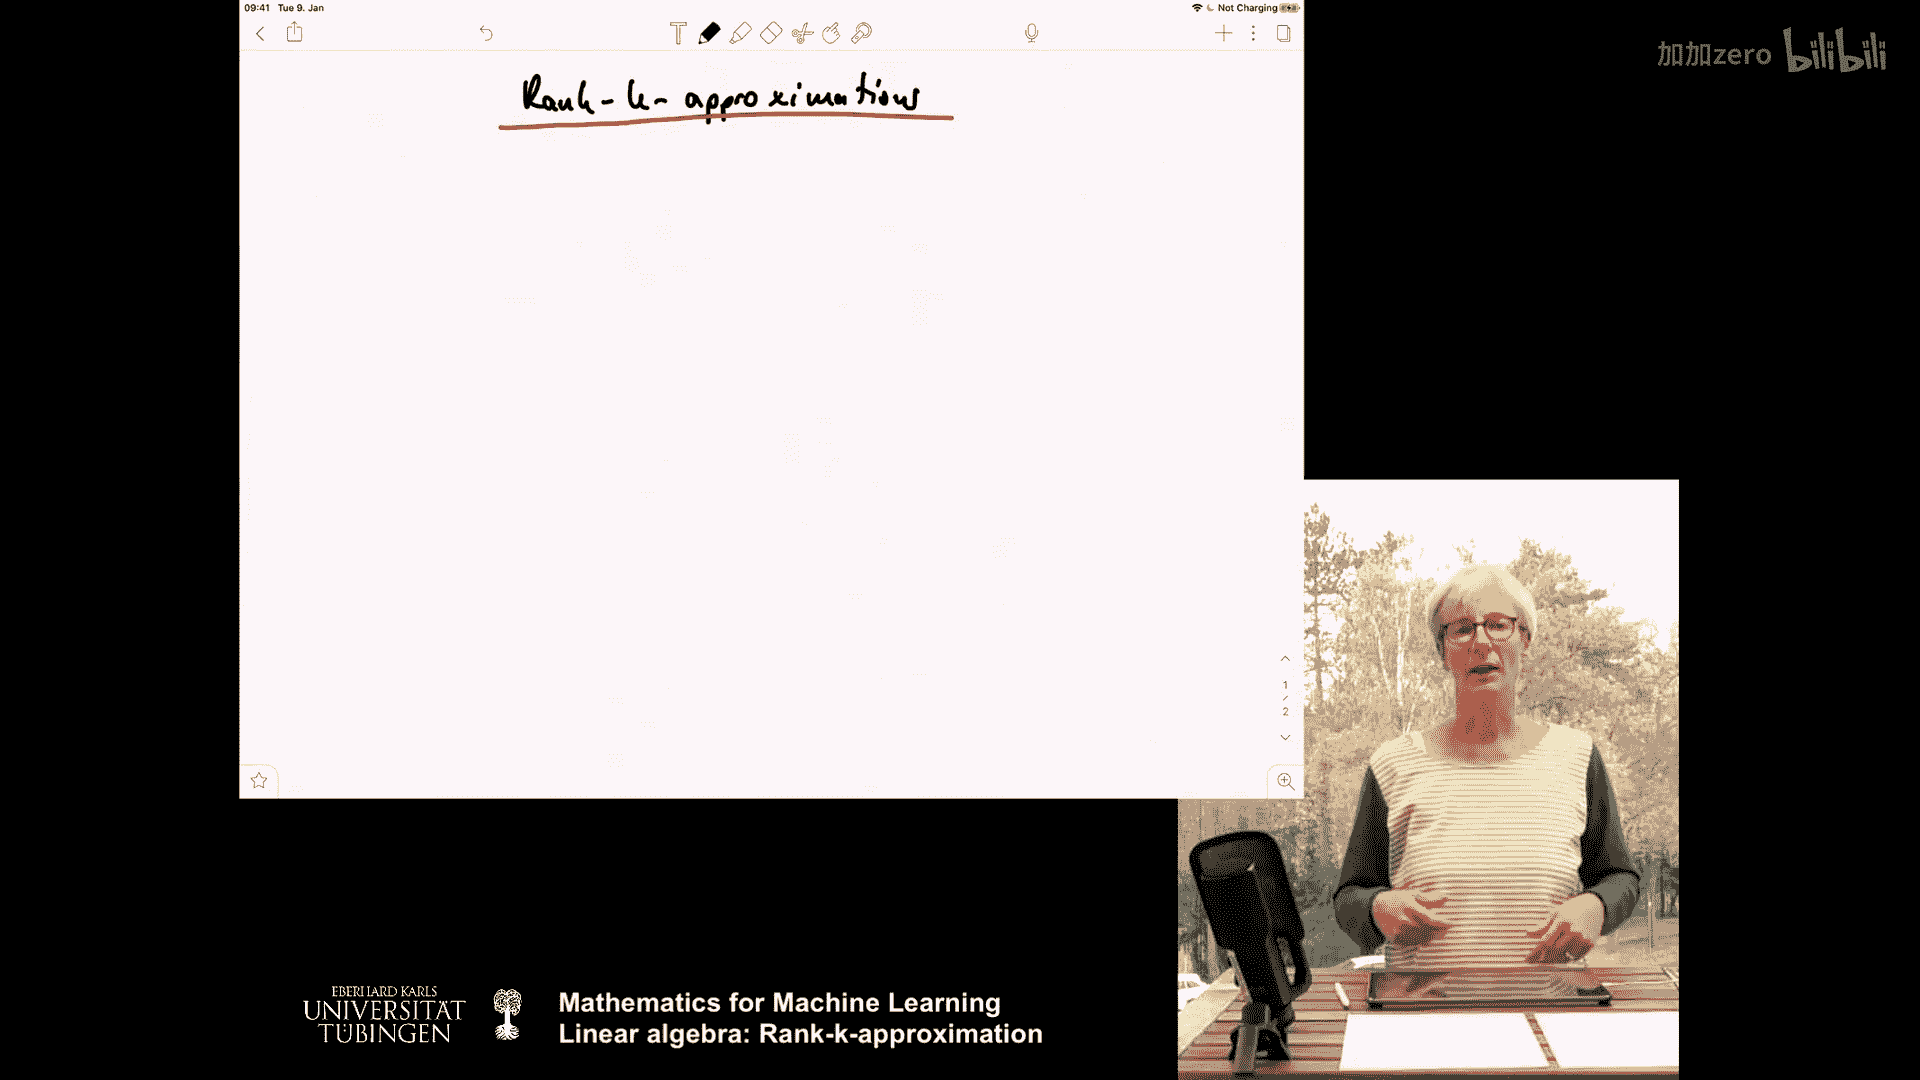 09:41 Tue 9. Jan
Not Charging
加加zero bilibili
Rank-k-approximations
T
1
/
2
EBERHARD KARLS
UNIVERSITÄT
TÜBINGEN
Mathematics for Machine Learning
Linear algebra: Rank-k-approximation